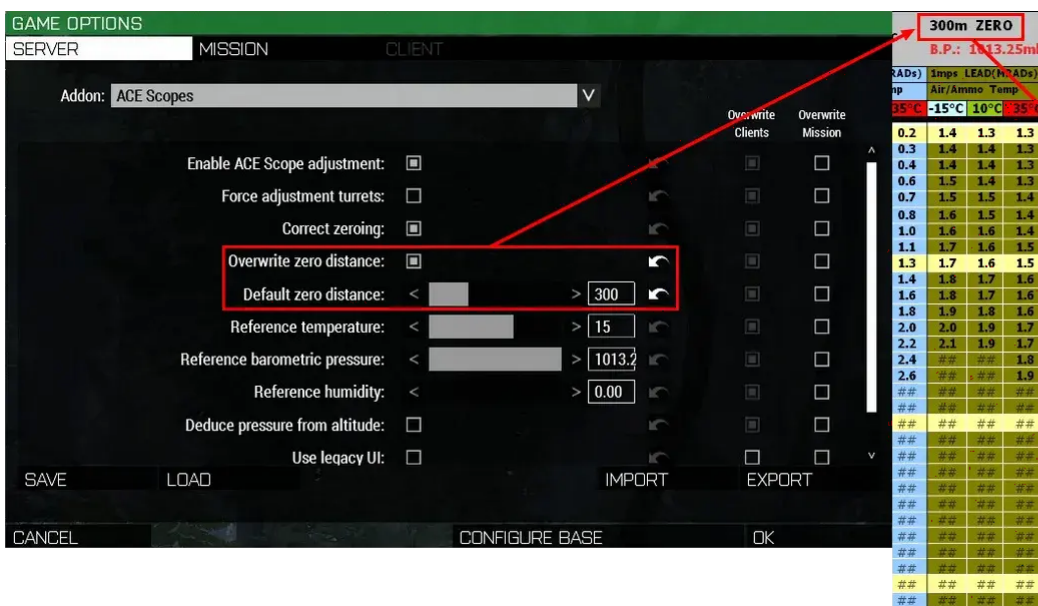 GAME OPTIONS
SERVER MISSION CLIENT
Addon: ACE Scopes V
Overwrite Clients Overwrite Mission
Enable ACE Scope adjustment:
Force adjustment turrets:
Correct zeroing:
Overwrite zero distance:
Default zero distance: < > 300
Reference temperature: < > 15
Reference barometric pressure: < > 1013.2
Reference humidity: < > 0.00
Deduce pressure from altitude:
Use legacy UI:
SAVE LOAD IMPORT EXPORT
CANCEL CONFIGURE BASE OK
300m ZERO
B.P.: 1013.25m
RADs) 1mps LEAD(MRADs)
mp Air/Ammo Temp
35°C -15°C 10°C 35°C
0.2 1.4 1.3 1.3
0.3 1.4 1.4 1.3
0.4 1.4 1.4 1.3
0.6 1.5 1.4 1.3
0.7 1.5 1.5 1.4
0.8 1.6 1.5 1.4
1.0 1.6 1.6 1.4
1.1 1.7 1.6 1.5
1.3 1.7 1.6 1.5
1.4 1.8 1.7 1.6
1.6 1.8 1.7 1.6
1.8 1.9 1.8 1.6
2.0 2.0 1.9 1.7
2.2 2.1 1.9 1.7
2.4 ## ## 1.8
2.6 ## ## 1.9
## ## ## ##
## ## ## ##
## ## ## ##
## ## ## ##
## ## ## ##
## ## ## ##
## ## ## ##
## ## ## ##
## ## ## ##
## ## ## ##
## ## ## ##
## ## ## ##
## ## ## ##
## ## ## ##